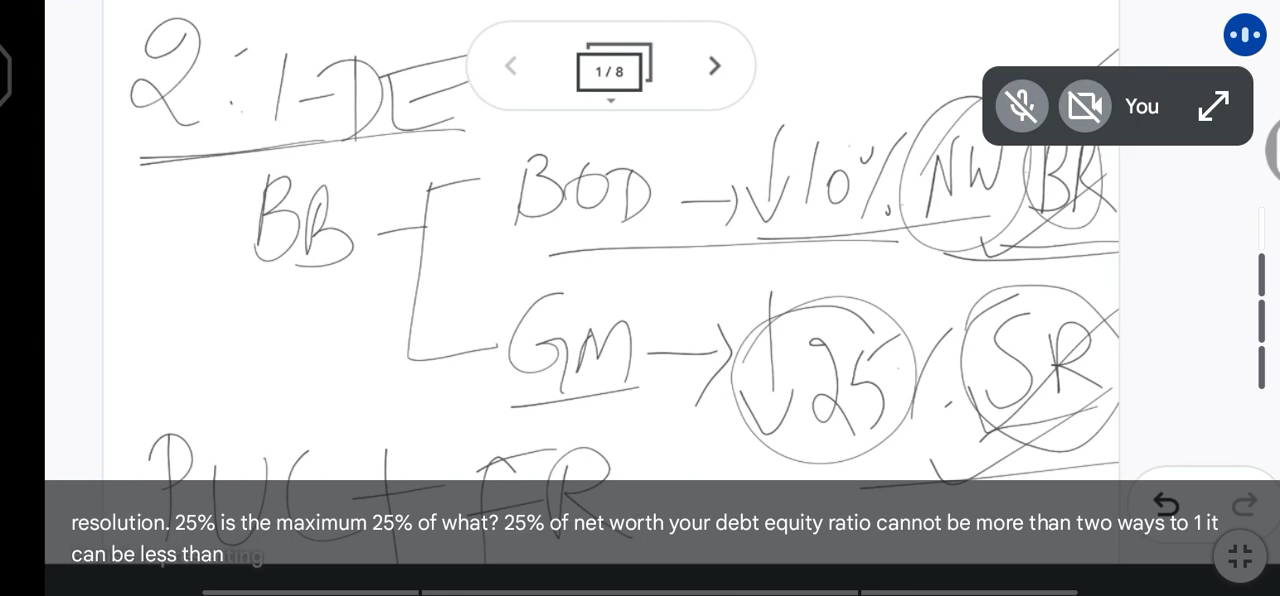 2:1-DE
1/8
You
BB
BOD → ↓10% NW BR
GM → ↓25% SR
PUC + FR
resolution. 25% is the maximum 25% of what? 25% of net worth your debt equity ratio cannot be more than two ways to 1 it
can be less than